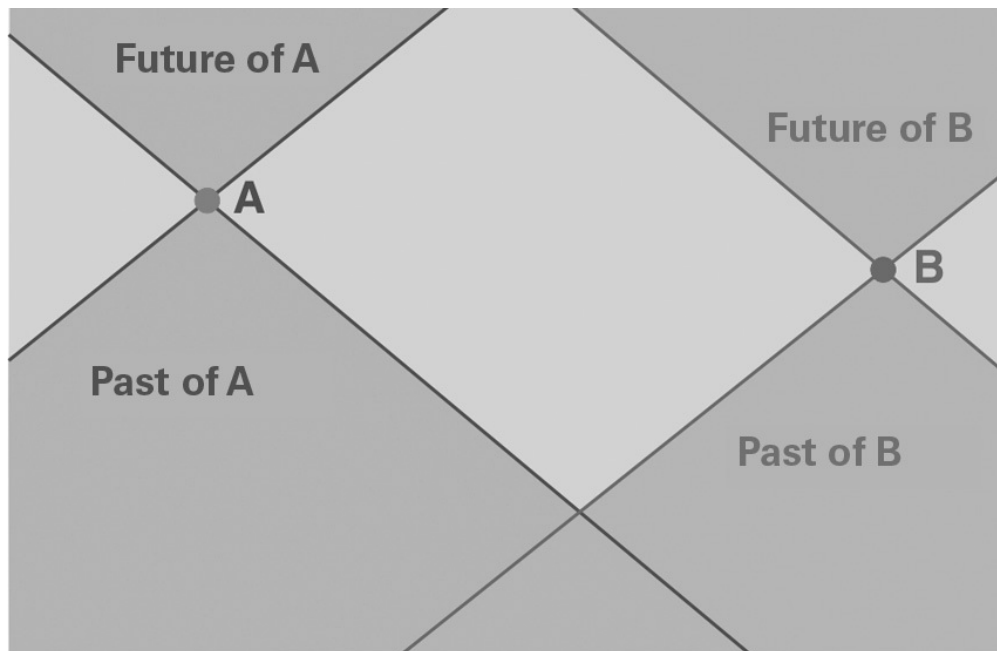 Future of A
Future of B
A
B
Past of A
Past of B